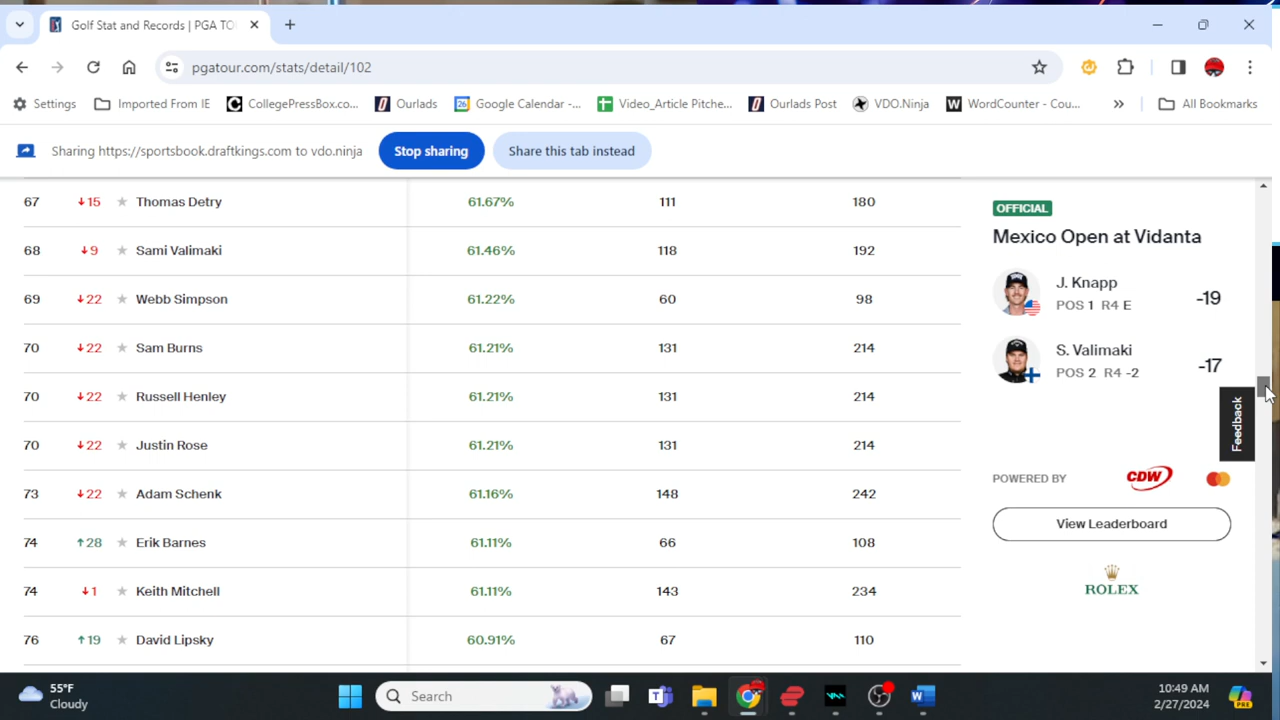 Golf Stat and Records | PGA TO
pgatour.com/stats/detail/102
Settings Imported From IE CollegePressBox.co... Ourlads Google Calendar -... Video_Article Pitche... Ourlads Post VDO.Ninja WordCounter - Cou... » All Bookmarks
Sharing https://sportsbook.draftkings.com to vdo.ninja Stop sharing Share this tab instead
67 ↓15 Thomas Detry 61.67% 111 180
68 ↓9 Sami Valimaki 61.46% 118 192
69 ↓22 Webb Simpson 61.22% 60 98
70 ↓22 Sam Burns 61.21% 131 214
70 ↓22 Russell Henley 61.21% 131 214
70 ↓22 Justin Rose 61.21% 131 214
73 ↓22 Adam Schenk 61.16% 148 242
74 ↑28 Erik Barnes 61.11% 66 108
74 ↓1 Keith Mitchell 61.11% 143 234
76 ↑19 David Lipsky 60.91% 67 110
OFFICIAL
Mexico Open at Vidanta
J. Knapp
POS 1 R4 E
-19
S. Valimaki
POS 2 R4 -2
-17
Feedback
POWERED BY CDW
View Leaderboard
ROLEX
55°F
Cloudy
Search
10:49 AM
2/27/2024